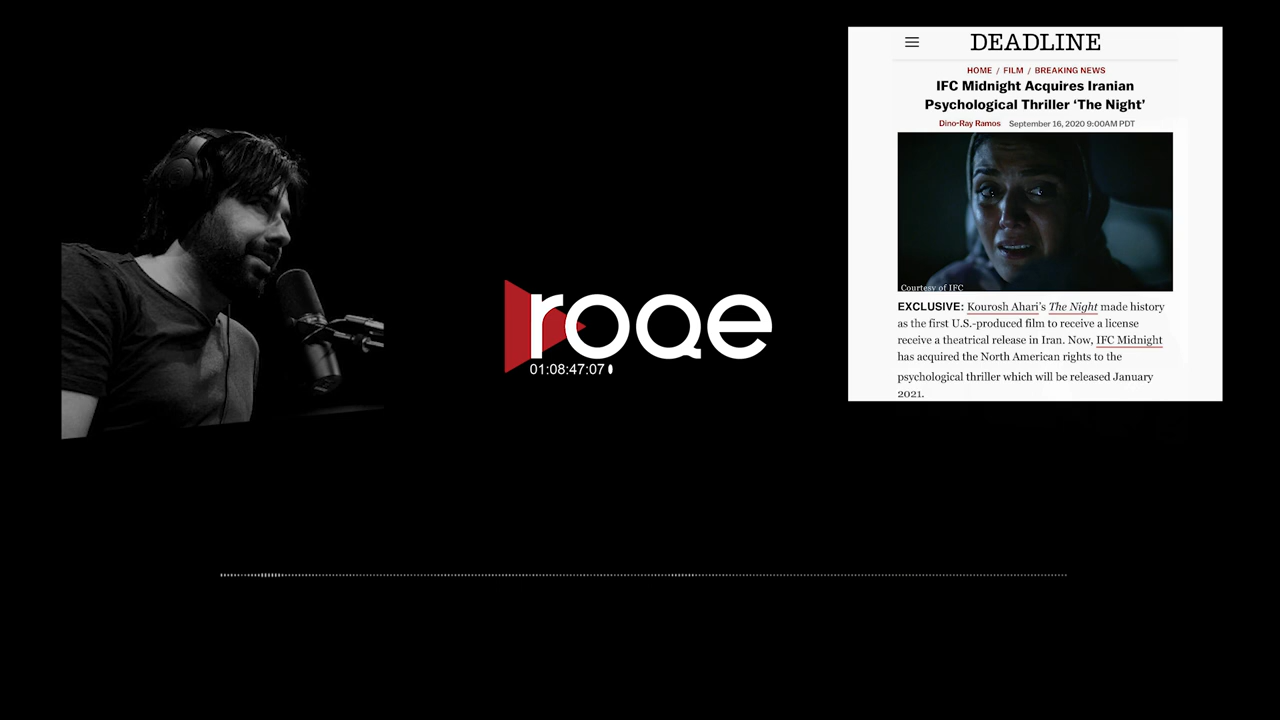 roqe
01:08:47:07
DEADLINE
HOME / FILM / BREAKING NEWS
IFC Midnight Acquires Iranian
Psychological Thriller ‘The Night’
Dino-Ray Ramos September 16, 2020 9:00AM PDT
Courtesy of IFC
EXCLUSIVE: Kourosh Ahari’s The Night made history
as the first U.S.-produced film to receive a license
receive a theatrical release in Iran. Now, IFC Midnight
has acquired the North American rights to the
psychological thriller which will be released January
2021.